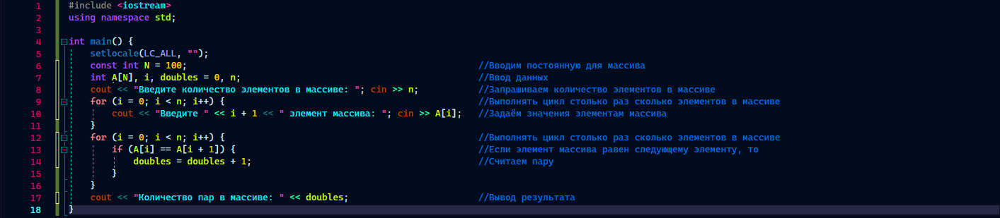 1 #include <iostream>
2 using namespace std;
3
4 int main() {
5 setlocale(LC_ALL, "");
6 const int N = 100; //Вводим постоянную для массива
7 int A[N], i, doubles = 0, n; //Ввод данных
8 cout << "Введите количество элементов в массиве: "; cin >> n; //Запрашиваем количество элементов в массиве
9 for (i = 0; i < n; i++) { //Выполнять цикл столько раз сколько элементов в массиве
10 cout << "Введите " << i + 1 << " элемент массива: "; cin >> A[i]; //Задаём значения элементам массива
11 }
12 for (i = 0; i < n; i++) { //Выполнять цикл столько раз сколько элементов в массиве
13 if (A[i] == A[i + 1]) { //Если элемент массива равен следующему элементу, то
14 doubles = doubles + 1; //Считаем пару
15 }
16 }
17 cout << "Количество пар в массиве: " << doubles; //Вывод результата
18 }